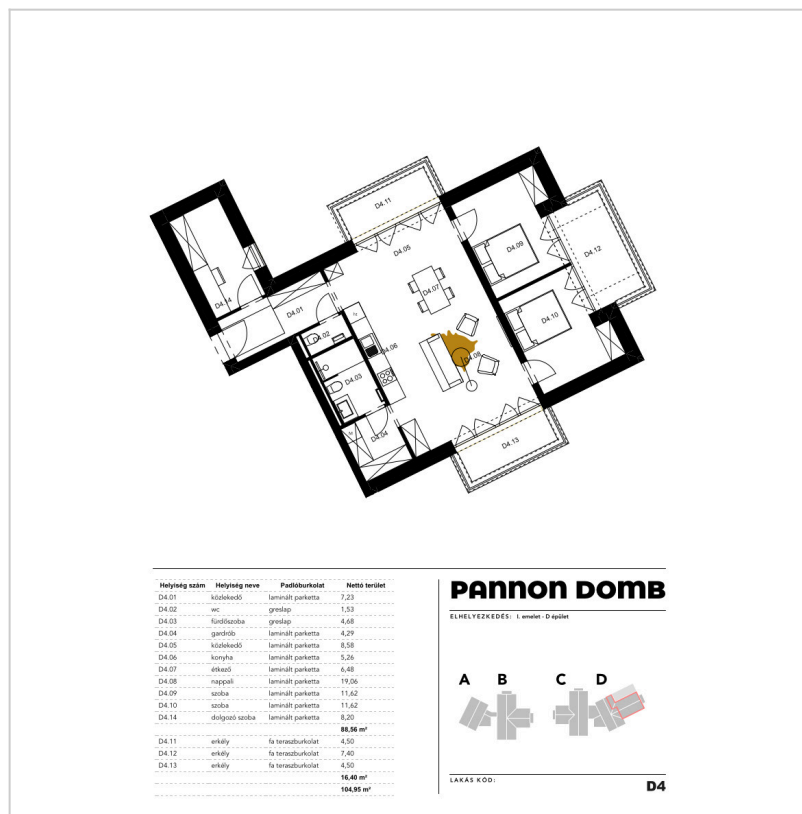 D4.11
D4.05
D4.09
D4.12
D4.07
D4.14
D4.01
D4.10
D4.02
D4.06
D4.08
D4.03
D4.04
D4.13
Helyiség szám Helyiség neve Padlóburkolat Nettó terület
D4.01 közlekedő laminált parketta 7,23
D4.02 wc greslap 1,53
D4.03 fürdőszoba greslap 4,68
D4.04 gardrób laminált parketta 4,29
D4.05 közlekedő laminált parketta 8,58
D4.06 konyha laminált parketta 5,26
D4.07 étkező laminált parketta 6,48
D4.08 nappali laminált parketta 19,06
D4.09 szoba laminált parketta 11,62
D4.10 szoba laminált parketta 11,62
D4.14 dolgozó szoba laminált parketta 8,20
88,56 m²
D4.11 erkély fa teraszburkolat 4,50
D4.12 erkély fa teraszburkolat 7,40
D4.13 erkély fa teraszburkolat 4,50
16,40 m²
104,95 m²
PANNON DOMB
ELHELYEZKEDÉS: I. emelet - D épület
A B C D
LAKÁS KÓD:
D4